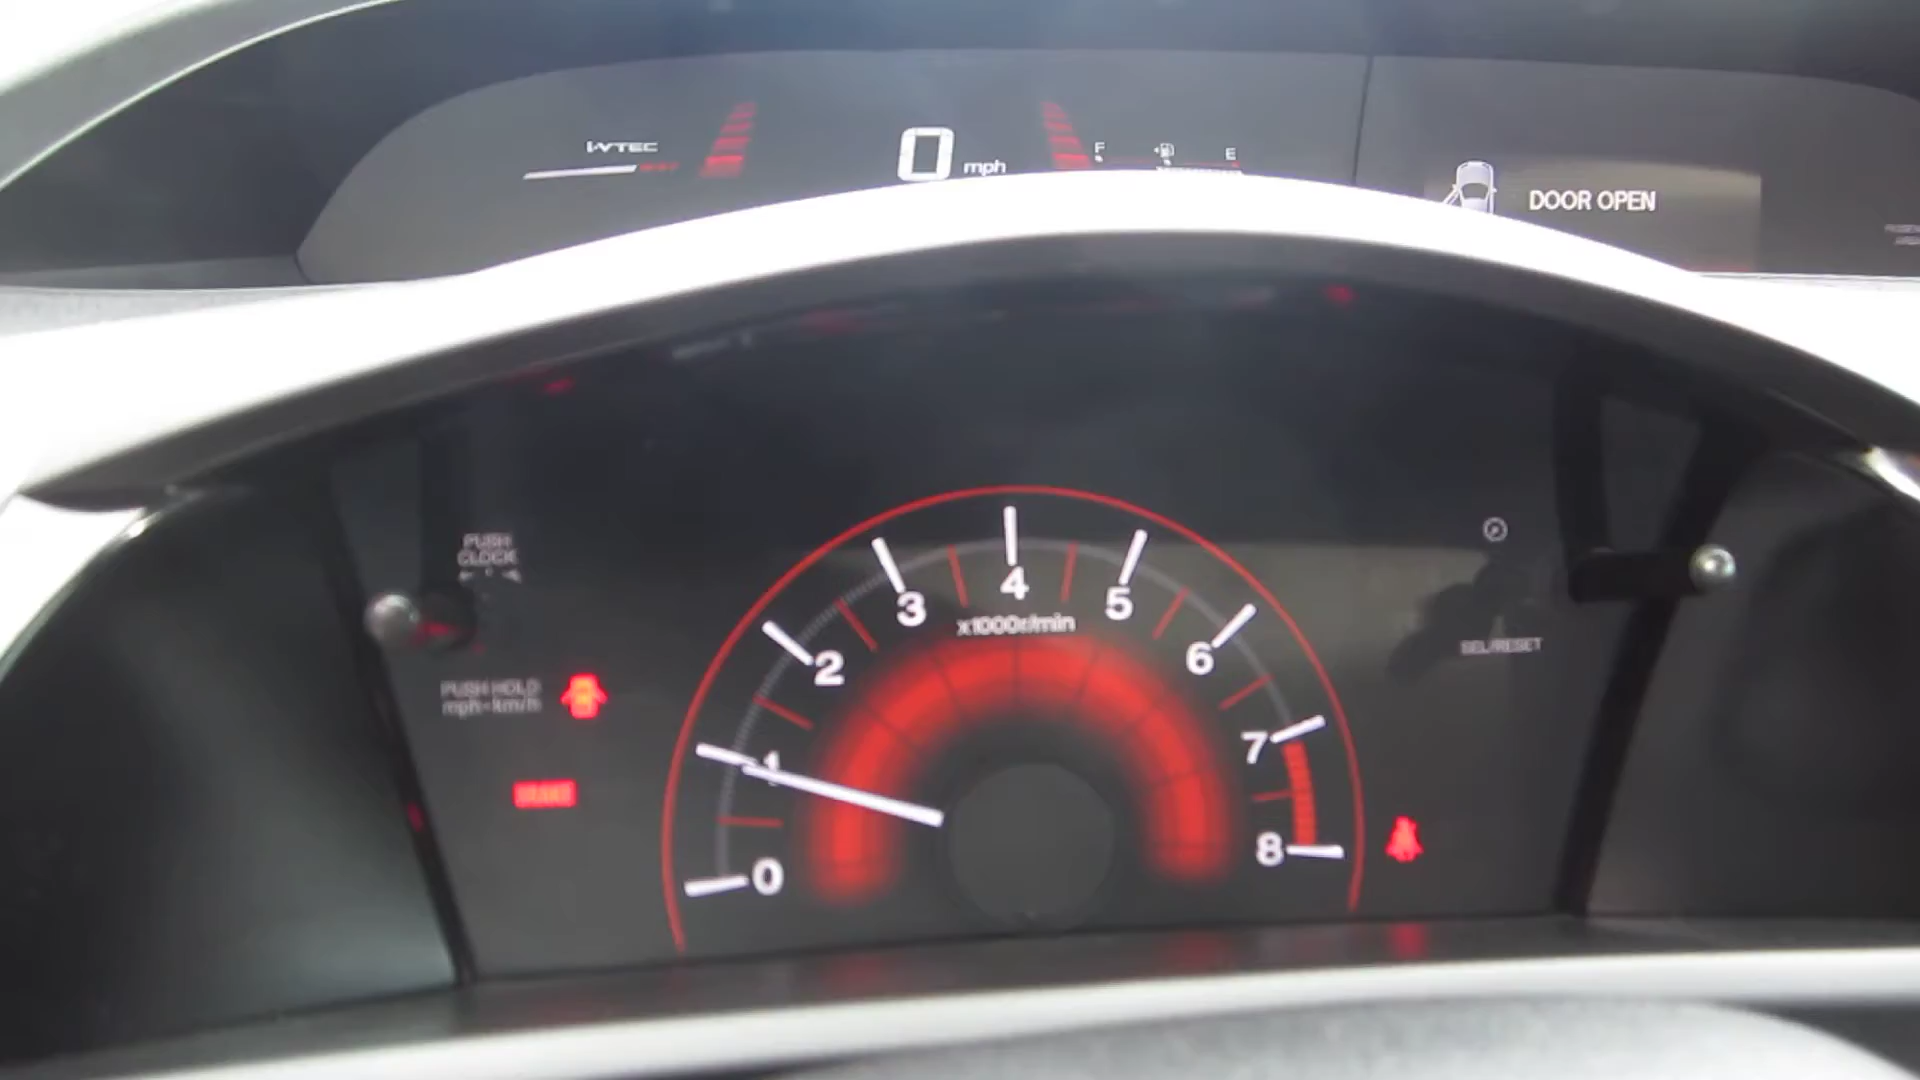 i-VTEC
0 mph
F E
DOOR OPEN
PUSH
CLOCK
PUSH HOLD
mph-km/h
BRAKE
0
1
2
3
4
5
6
7
8
x1000r/min
SEL/RESET